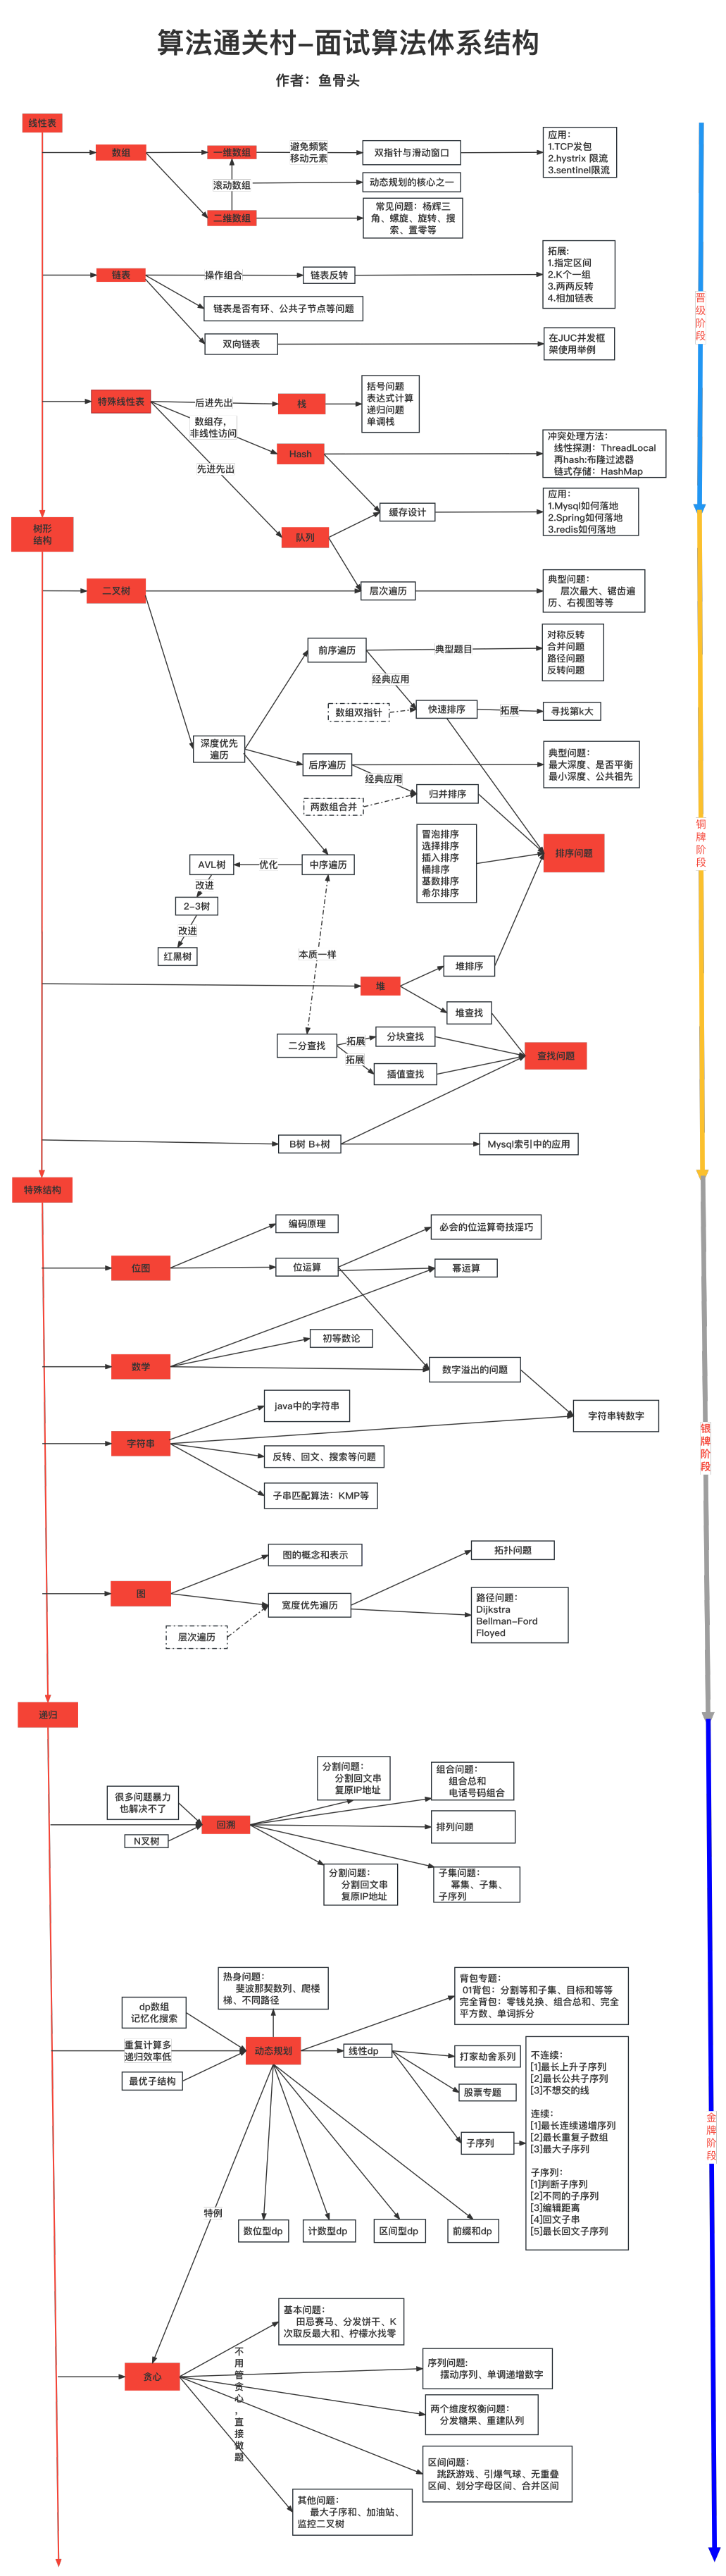 算法通关村-面试算法体系结构
作者：鱼骨头
线性表
数组
一维数组
避免频繁
移动元素
双指针与滑动窗口
应用：
1.TCP发包
2.hystrix 限流
3.sentinel限流
滚动数组
动态规划的核心之一
二维数组
常见问题：杨辉三
角、螺旋、旋转、搜
索、置零等
链表
操作组合
链表反转
拓展:
1.指定区间
2.K个一组
3.两两反转
4.相加链表
链表是否有环、公共子节点等问题
双向链表
在JUC并发框
架使用举例
晋级阶段
特殊线性表
后进先出
栈
括号问题
表达式计算
递归问题
单调栈
数组存，
非线性访问
Hash
冲突处理方法：
线性探测：ThreadLocal
再hash:布隆过滤器
链式存储：HashMap
先进先出
缓存设计
应用：
1.Mysql如何落地
2.Spring如何落地
3.redis如何落地
队列
树形
结构
二叉树
层次遍历
典型问题：
层次最大、锯齿遍
历、右视图等等
前序遍历
典型题目
对称反转
合并问题
路径问题
反转问题
经典应用
数组双指针
快速排序
拓展
寻找第k大
深度优先
遍历
后序遍历
典型问题：
最大深度、是否平衡
最小深度、公共祖先
经典应用
两数组合并
归并排序
冒泡排序
选择排序
插入排序
桶排序
基数排序
希尔排序
排序问题
铜牌阶段
AVL树
优化
中序遍历
改进
2-3树
改进
红黑树
本质一样
堆
堆排序
堆查找
二分查找
拓展
分块查找
拓展
插值查找
查找问题
B树 B+树
Mysql索引中的应用
特殊结构
编码原理
必会的位运算奇技淫巧
位图
位运算
幂运算
初等数论
数学
数字溢出的问题
java中的字符串
字符串转数字
字符串
反转、回文、搜索等问题
子串匹配算法：KMP等
银牌阶段
图的概念和表示
拓扑问题
图
宽度优先遍历
路径问题：
Dijkstra
Bellman-Ford
Floyed
层次遍历
递归
很多问题暴力
也解决不了
N叉树
回溯
分割问题：
分割回文串
复原IP地址
组合问题：
组合总和
电话号码组合
排列问题
分割问题：
分割回文串
复原IP地址
子集问题：
幂集、子集、
子序列
热身问题：
斐波那契数列、爬楼
梯、不同路径
背包专题：
01背包：分割等和子集、目标和等等
完全背包：零钱兑换、组合总和、完全
平方数、单词拆分
dp数组
记忆化搜索
重复计算多
递归效率低
最优子结构
动态规划
线性dp
打家劫舍系列
股票专题
子序列
不连续：
[1]最长上升子序列
[2]最长公共子序列
[3]不想交的线
连续：
[1]最长连续递增序列
[2]最长重复子数组
[3]最大子序列
子序列：
[1]判断子序列
[2]不同的子序列
[3]编辑距离
[4]回文子串
[5]最长回文子序列
金牌阶段
特例
数位型dp
计数型dp
区间型dp
前缀和dp
基本问题：
田忌赛马、分发饼干、K
次取反最大和、柠檬水找零
贪心
不用管贪心，直接做题
序列问题：
摆动序列、单调递增数字
两个维度权衡问题：
分发糖果、重建队列
区间问题：
跳跃游戏、引爆气球、无重叠
区间、划分字母区间、合并区间
其他问题：
最大子序和、加油站、
监控二叉树